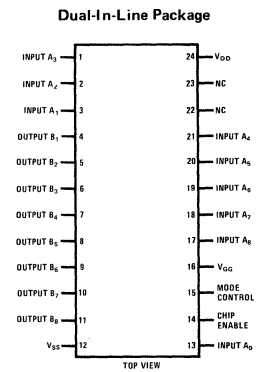 Dual-In-Line Package
INPUT A3 1 24 VDD
INPUT A2 2 23 NC
INPUT A1 3 22 NC
OUTPUT B1 4 21 INPUT A4
OUTPUT B2 5 20 INPUT A5
OUTPUT B3 6 19 INPUT A6
OUTPUT B4 7 18 INPUT A7
OUTPUT B5 8 17 INPUT A8
OUTPUT B6 9 16 VGG
OUTPUT B7 10 15 MODE CONTROL
OUTPUT B8 11 14 CHIP ENABLE
VSS 12 13 INPUT A9
TOP VIEW